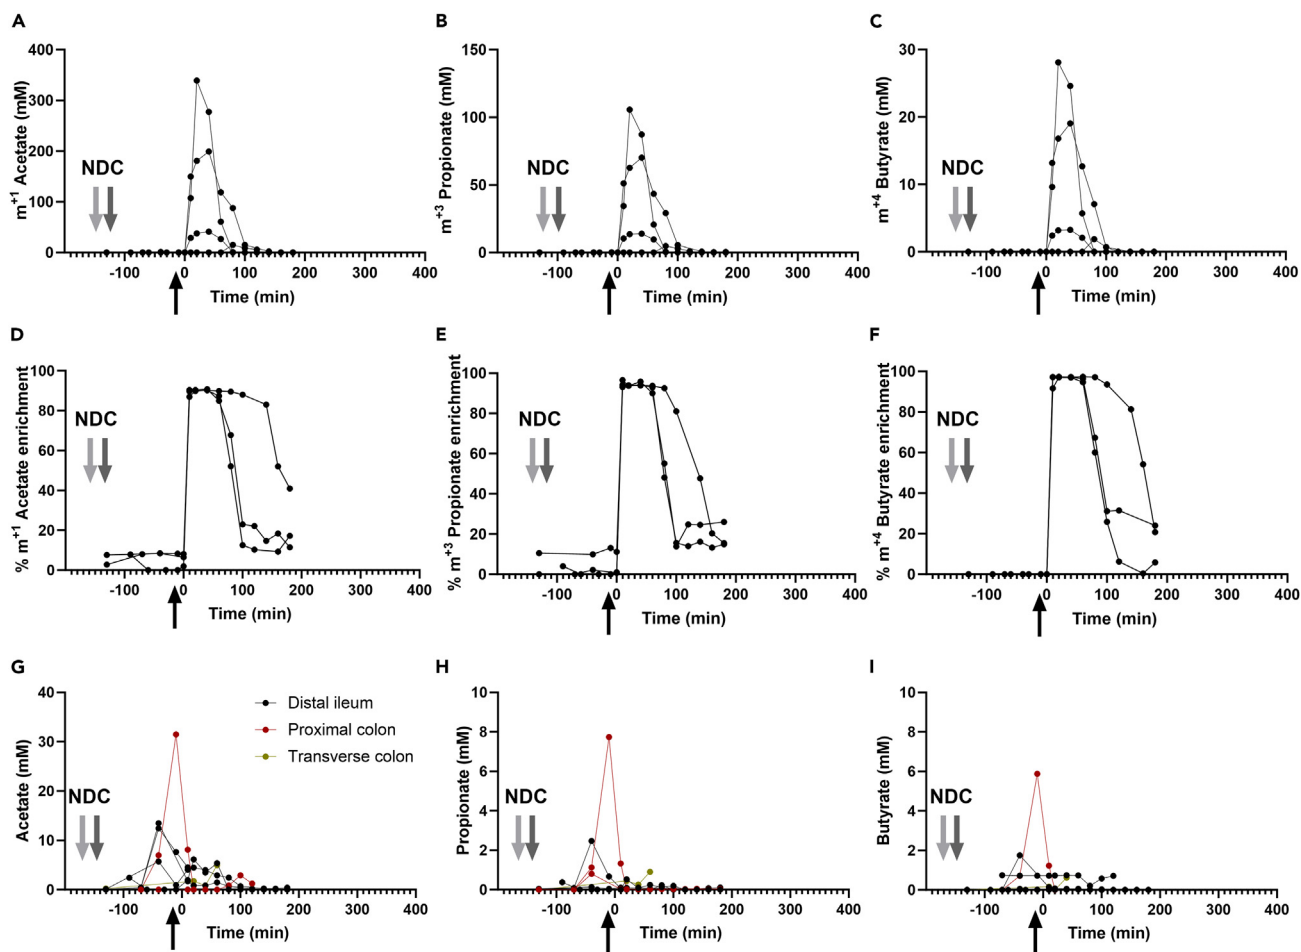 A
400
300
200
100
0
m+1 Acetate (mM)
NDC
-100
0
100
200
300
400
Time (min)
B
150
100
50
0
m+3 Propionate (mM)
NDC
-100
0
100
200
300
400
Time (min)
C
30
20
10
0
m+4 Butyrate (mM)
NDC
-100
0
100
200
300
400
Time (min)
D
100
80
60
40
20
0
% m+1 Acetate enrichment
NDC
-100
0
100
200
300
400
Time (min)
E
100
80
60
40
20
0
% m+3 Propionate enrichment
NDC
-100
0
100
200
300
400
Time (min)
F
100
80
60
40
20
0
% m+4 Butyrate enrichment
NDC
-100
0
100
200
300
400
Time (min)
G
40
30
20
10
0
Acetate (mM)
NDC
Distal ileum
Proximal colon
Transverse colon
-100
0
100
200
300
400
Time (min)
H
10
8
6
4
2
0
Propionate (mM)
NDC
-100
0
100
200
300
400
Time (min)
I
10
8
6
4
2
0
Butyrate (mM)
NDC
-100
0
100
200
300
400
Time (min)